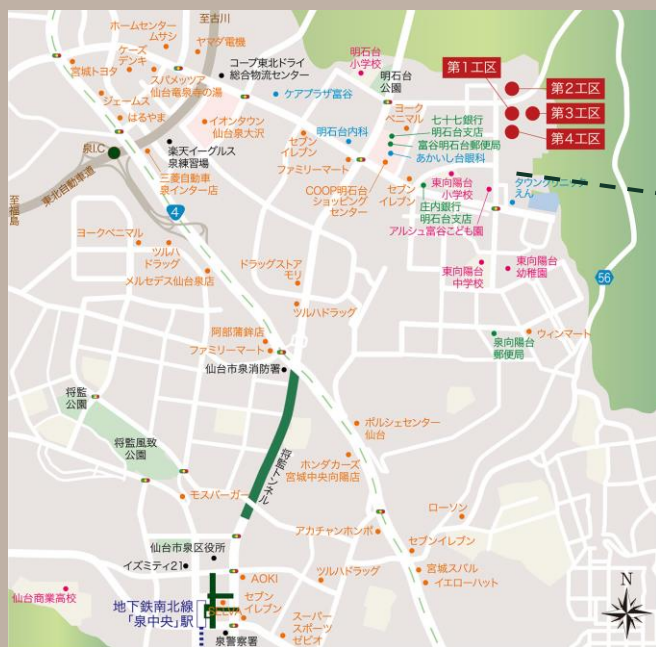 至古川
ホームセンター
ムサシ
ヤマダ電機
ケーズ
デンキ
宮城トヨタ
スパメッツァ
仙台竜泉寺の湯
コープ東北ドライ
総合物流センター
ジェームス
はるやま
ケアプラザ富谷
明石台
小学校
明石台
公園
第1工区
第2工区
第3工区
第4工区
ヨーク
ベニマル
七十七銀行
明石台支店
富谷明石台郵便局
あかいし台眼科
明石台内科
イオンタウン
仙台泉大沢
セブン
イレブン
ファミリーマート
楽天イーグルス
泉練習場
泉I.C
三菱自動車
泉インター店
東北自動車道
至福島
4
COOP明石台
ショッピング
センター
セブン
イレブン
東向陽台
小学校
庄内銀行
明石台支店
アルシュ富谷こども園
タウンクリニック
えん
ヨークベニマル
ツルハ
ドラッグ
メルセデス仙台泉店
ドラッグストア
モリ
ツルハドラッグ
東向陽台
中学校
東向陽台
幼稚園
56
阿部蒲鉾店
ファミリーマート
仙台市泉消防署
泉向陽台
郵便局
ウィンマート
将監
公園
将監風致
公園
将監トンネル
ポルシェセンター
仙台
ホンダカーズ
宮城中央向陽店
モスバーガー
アカチャンホンポ
ローソン
仙台市泉区役所
イズミティ21
セブンイレブン
宮城スバル
イエローハット
AOKI
ツルハドラッグ
仙台商業高校
地下鉄南北線
「泉中央」駅
セブン
イレブン
SELVA
スーパー
スポーツ
ゼビオ
泉警察署
N